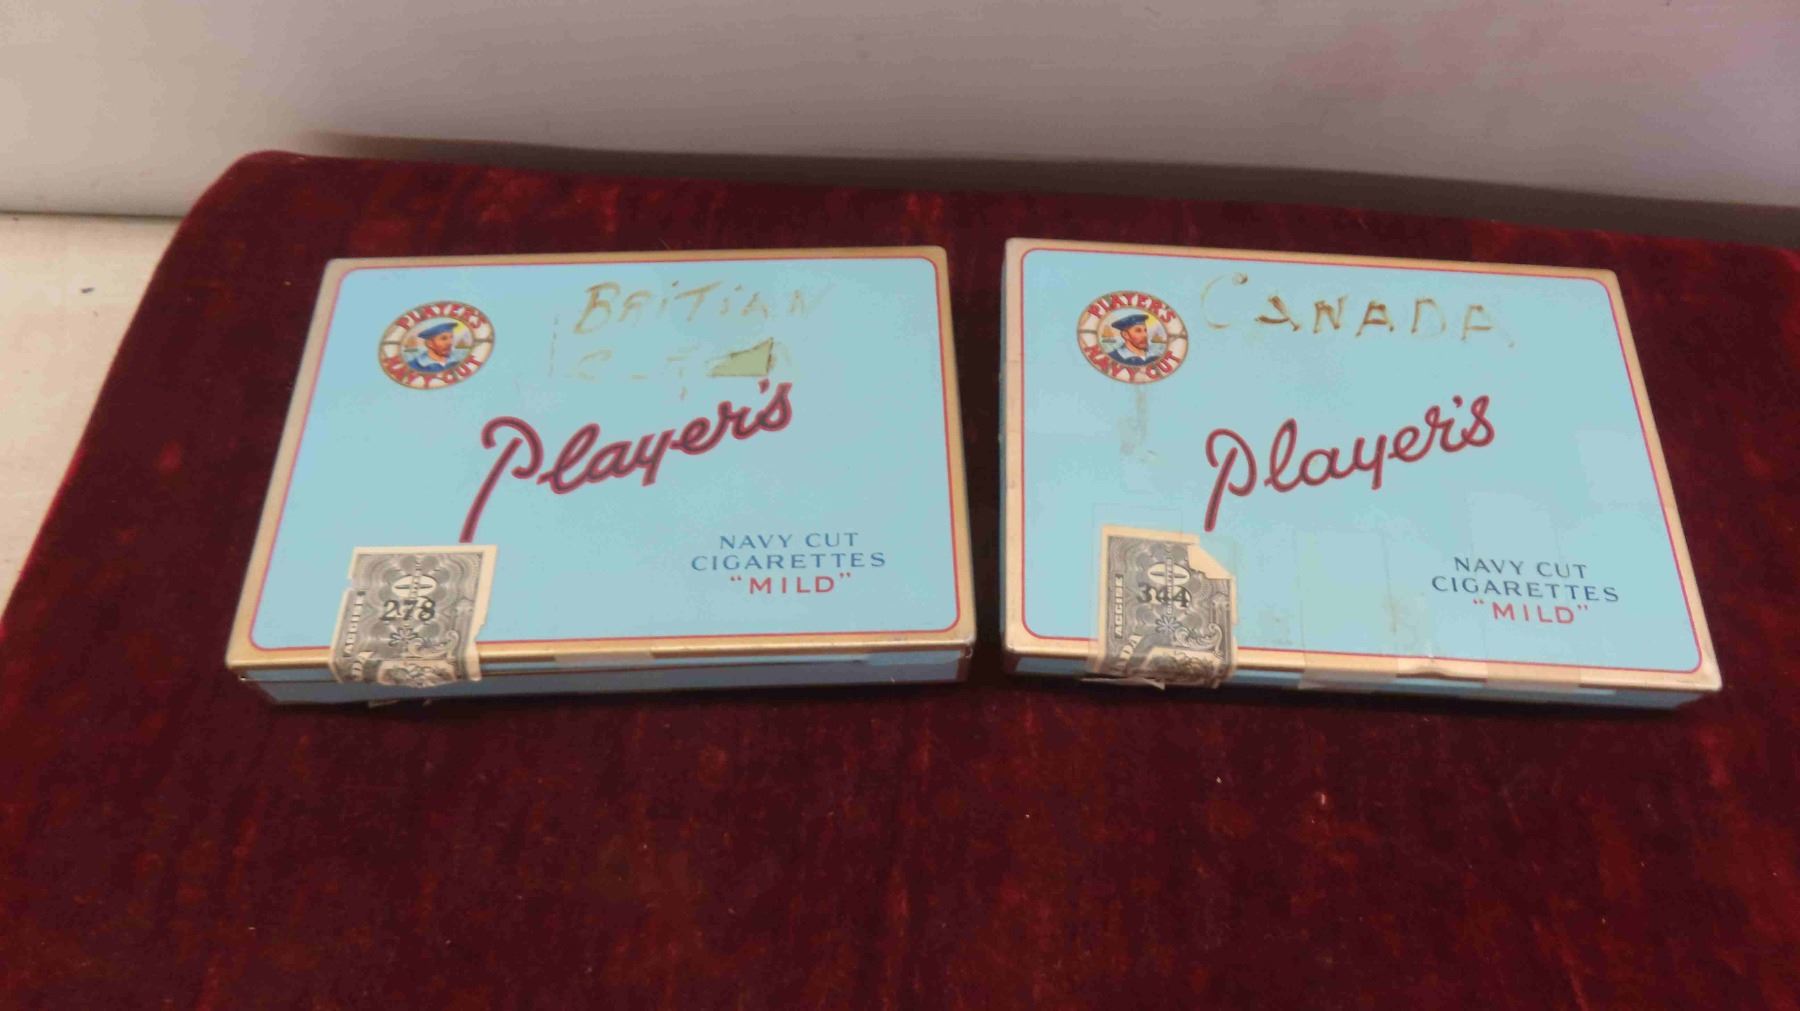 BRITIAN
PLAYER'S
NAVY CUT
Player's
NAVY CUT
CIGARETTES
"MILD"
278
CANADA
PLAYER'S
NAVY CUT
Player's
NAVY CUT
CIGARETTES
"MILD"
344